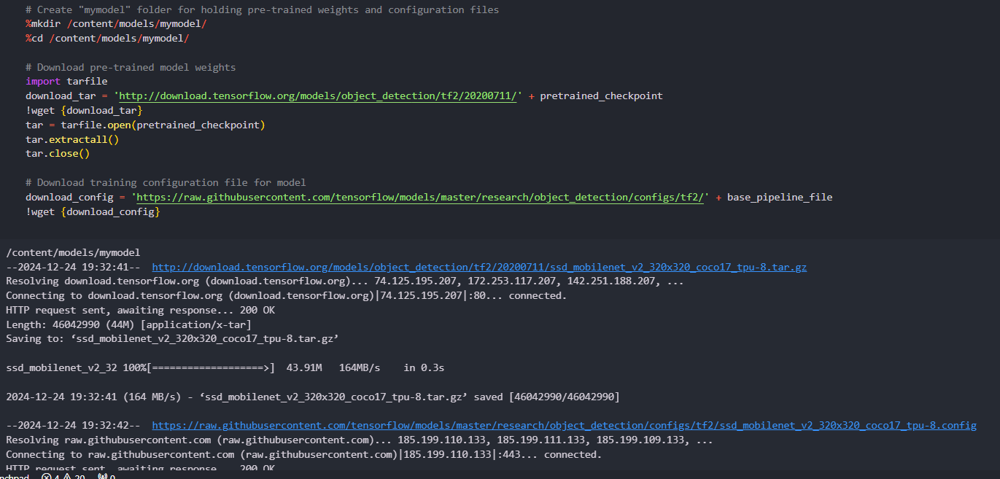 # Create "mymodel" folder for holding pre-trained weights and configuration files
%mkdir /content/models/mymodel/
%cd /content/models/mymodel/
# Download pre-trained model weights
import tarfile
download_tar = 'http://download.tensorflow.org/models/object_detection/tf2/20200711/' + pretrained_checkpoint
!wget {download_tar}
tar = tarfile.open(pretrained_checkpoint)
tar.extractall()
tar.close()
# Download training configuration file for model
download_config = 'https://raw.githubusercontent.com/tensorflow/models/master/research/object_detection/configs/tf2/' + base_pipeline_file
!wget {download_config}
/content/models/mymodel
--2024-12-24 19:32:41-- http://download.tensorflow.org/models/object_detection/tf2/20200711/ssd_mobilenet_v2_320x320_coco17_tpu-8.tar.gz
Resolving download.tensorflow.org (download.tensorflow.org)... 74.125.195.207, 172.253.117.207, 142.251.188.207, ...
Connecting to download.tensorflow.org (download.tensorflow.org)|74.125.195.207|:80... connected.
HTTP request sent, awaiting response... 200 OK
Length: 46042990 (44M) [application/x-tar]
Saving to: ‘ssd_mobilenet_v2_320x320_coco17_tpu-8.tar.gz’
ssd_mobilenet_v2_32 100%[===================>] 43.91M 164MB/s in 0.3s
2024-12-24 19:32:41 (164 MB/s) - ‘ssd_mobilenet_v2_320x320_coco17_tpu-8.tar.gz’ saved [46042990/46042990]
--2024-12-24 19:32:42-- https://raw.githubusercontent.com/tensorflow/models/master/research/object_detection/configs/tf2/ssd_mobilenet_v2_320x320_coco17_tpu-8.config
Resolving raw.githubusercontent.com (raw.githubusercontent.com)... 185.199.110.133, 185.199.111.133, 185.199.109.133, ...
Connecting to raw.githubusercontent.com (raw.githubusercontent.com)|185.199.110.133|:443... connected.
HTTP request sent, awaiting response... 200 OK
nchpad 4 20 0